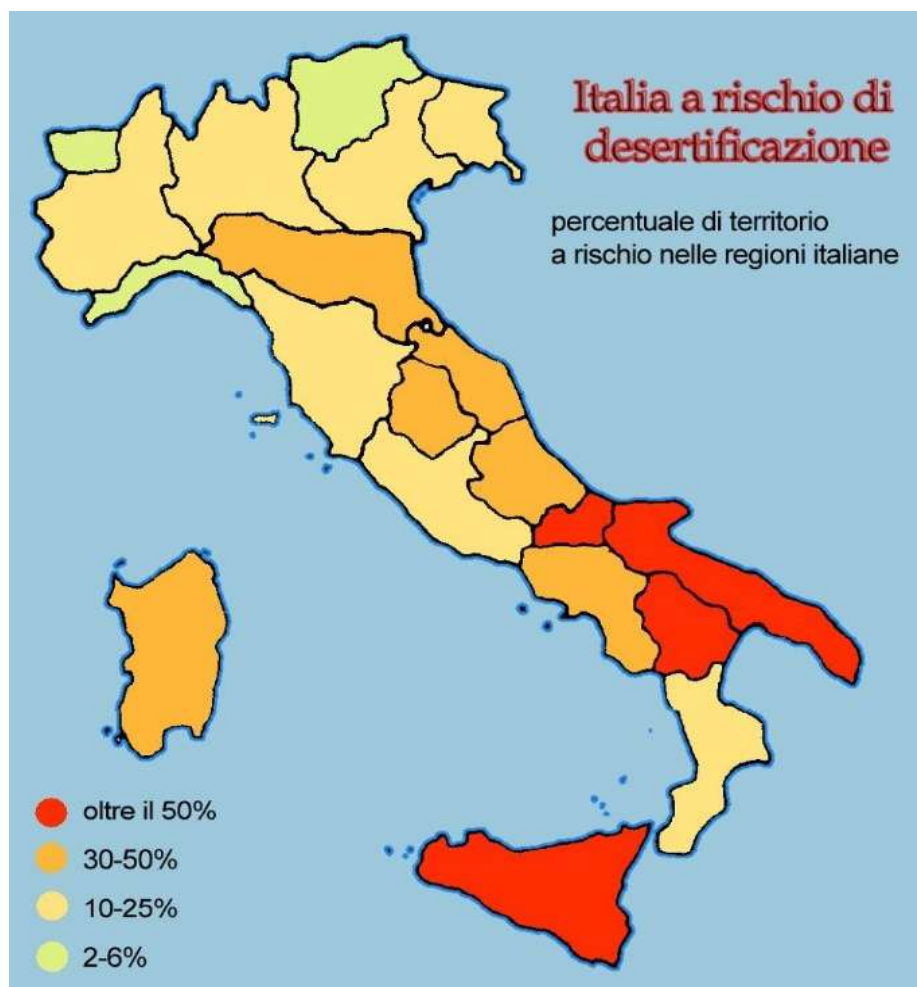 Italia a rischio di
desertificazione
percentuale di territorio
a rischio nelle regioni italiane
oltre il 50%
30-50%
10-25%
2-6%